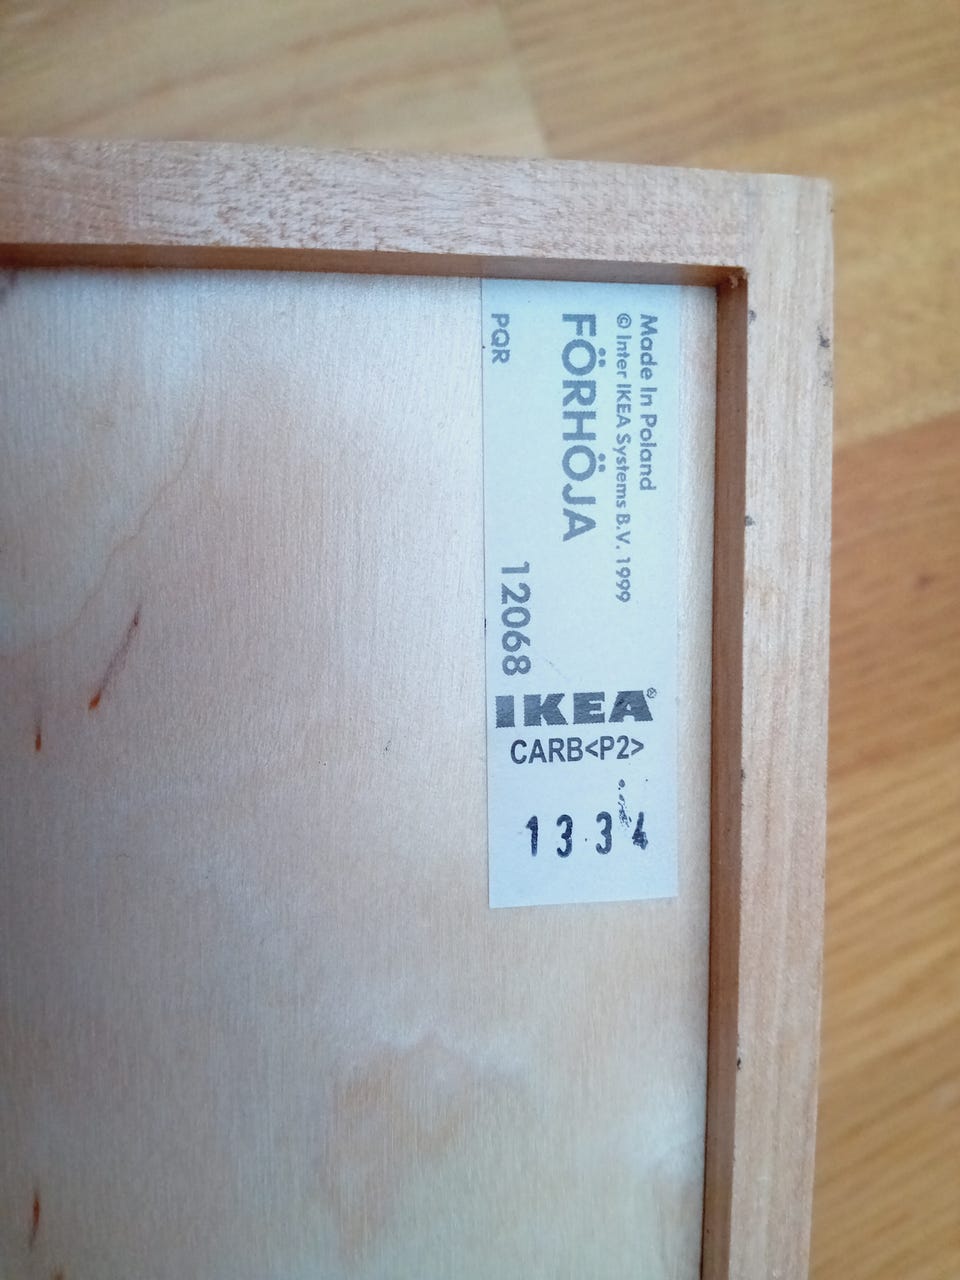 Made In Poland
© Inter IKEA Systems B.V. 1999
FÖRHÖJA
12068
PQR
IKEA®
CARB<P2>
1334